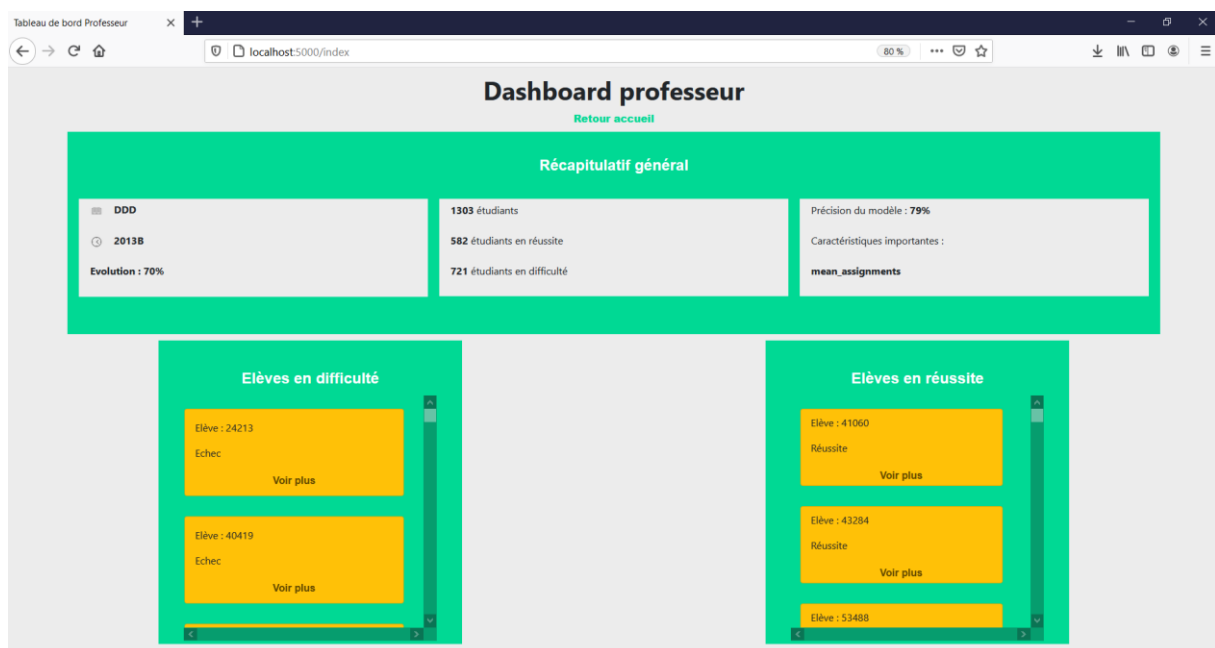 Tableau de bord Professeur
localhost:5000/index
80 %
Dashboard professeur
Retour accueil
Récapitulatif général
DDD
2013B
Evolution : 70%
1303 étudiants
582 étudiants en réussite
721 étudiants en difficulté
Précision du modèle : 79%
Caractéristiques importantes :
mean_assignments
Elèves en difficulté
Elève : 24213
Echec
Voir plus
Elève : 40419
Echec
Voir plus
Elèves en réussite
Elève : 41060
Réussite
Voir plus
Elève : 43284
Réussite
Voir plus
Elève : 53488